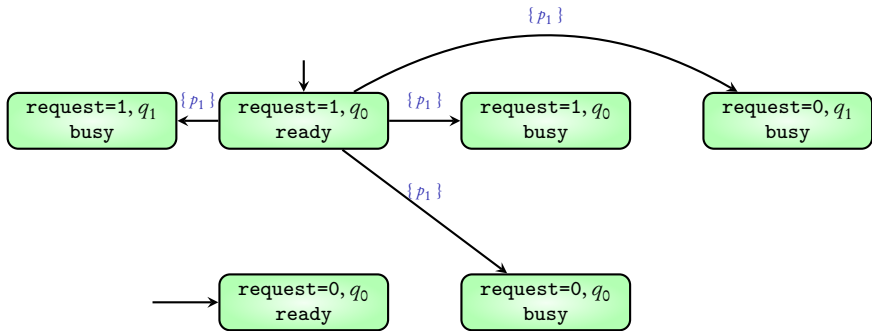 { p₁ }
request=1, q₁
busy
{ p₁ }
request=1, q₀
ready
{ p₁ }
request=1, q₀
busy
request=0, q₁
busy
{ p₁ }
request=0, q₀
ready
request=0, q₀
busy